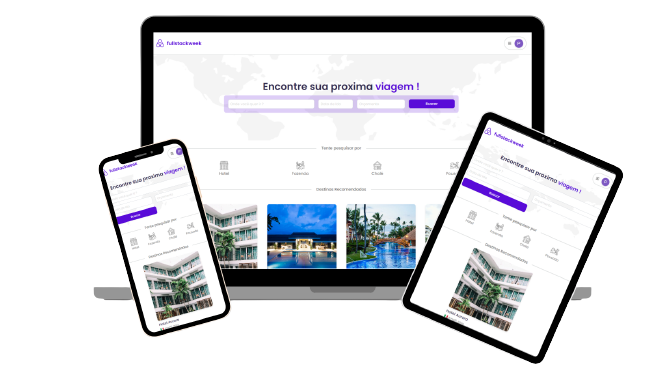 fullstackweek
Encontre sua proxima viagem !
Buscar
Tente pesquisar por
Hotel
Fazenda
Chalé
Destinos Recomendados
fullstackweek
Encontre sua proxima viagem !
Buscar
Tente pesquisar por
Hotel
Fazenda
Chalé
Pousada
Destinos Recomendados
fullstackweek
Encontre sua proxima viagem !
Buscar
Tente pesquisar por
Hotel
Fazenda
Chalé
Pousada
Destinos Recomendados